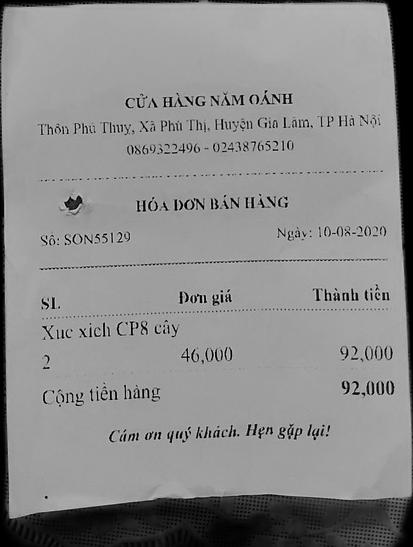 CỬA HÀNG NĂM OÁNH
Thôn Phú Thuỵ, Xã Phú Thị, Huyện Gia Lâm, TP Hà Nội
0869322496 - 02438765210
HÓA ĐƠN BÁN HÀNG
Số: SON55129 Ngày: 10-08-2020
SL Đơn giá Thành tiền
Xuc xich CP8 cây
2 46,000 92,000
Cộng tiền hàng 92,000
Cám ơn quý khách. Hẹn gặp lại!